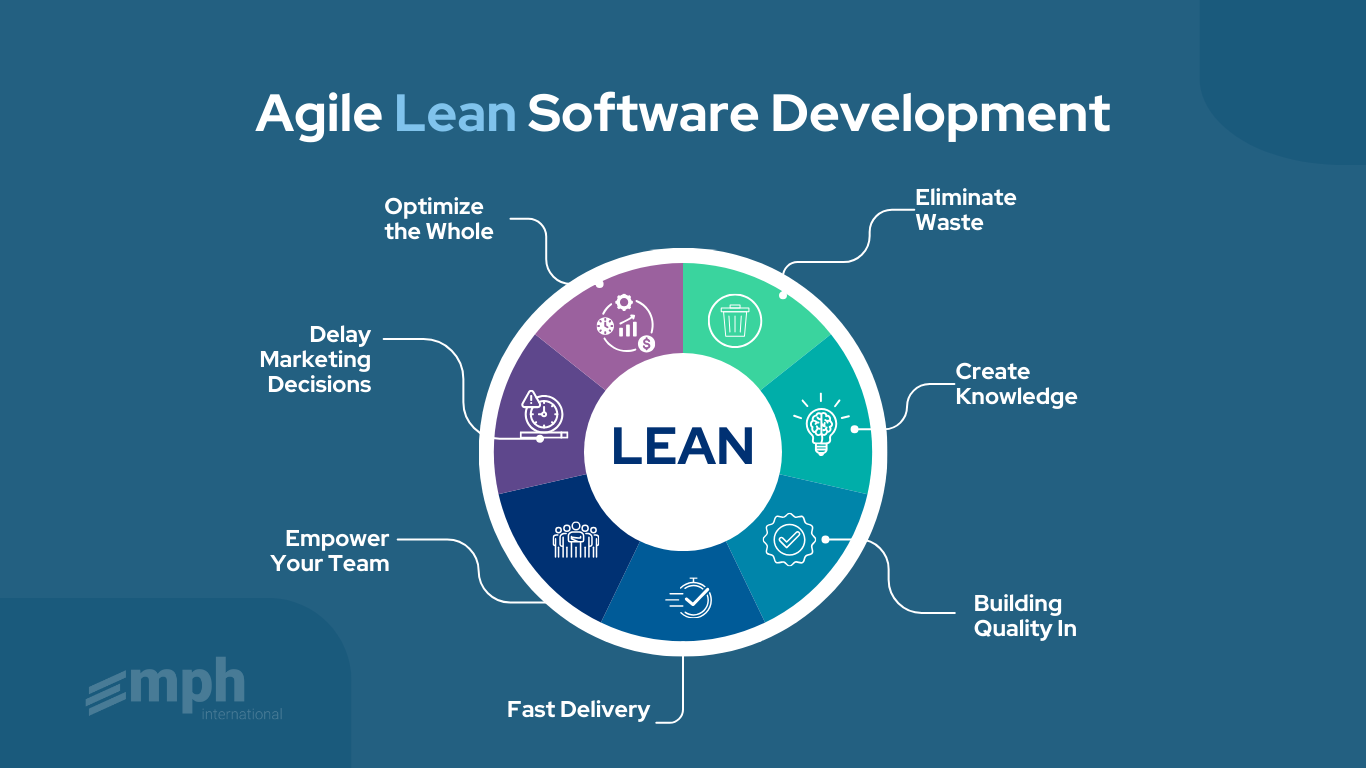 Agile Lean Software Development
Optimize
the Whole
Eliminate
Waste
Delay
Marketing
Decisions
Create
Knowledge
LEAN
Empower
Your Team
Building
Quality In
Fast Delivery
mph
international